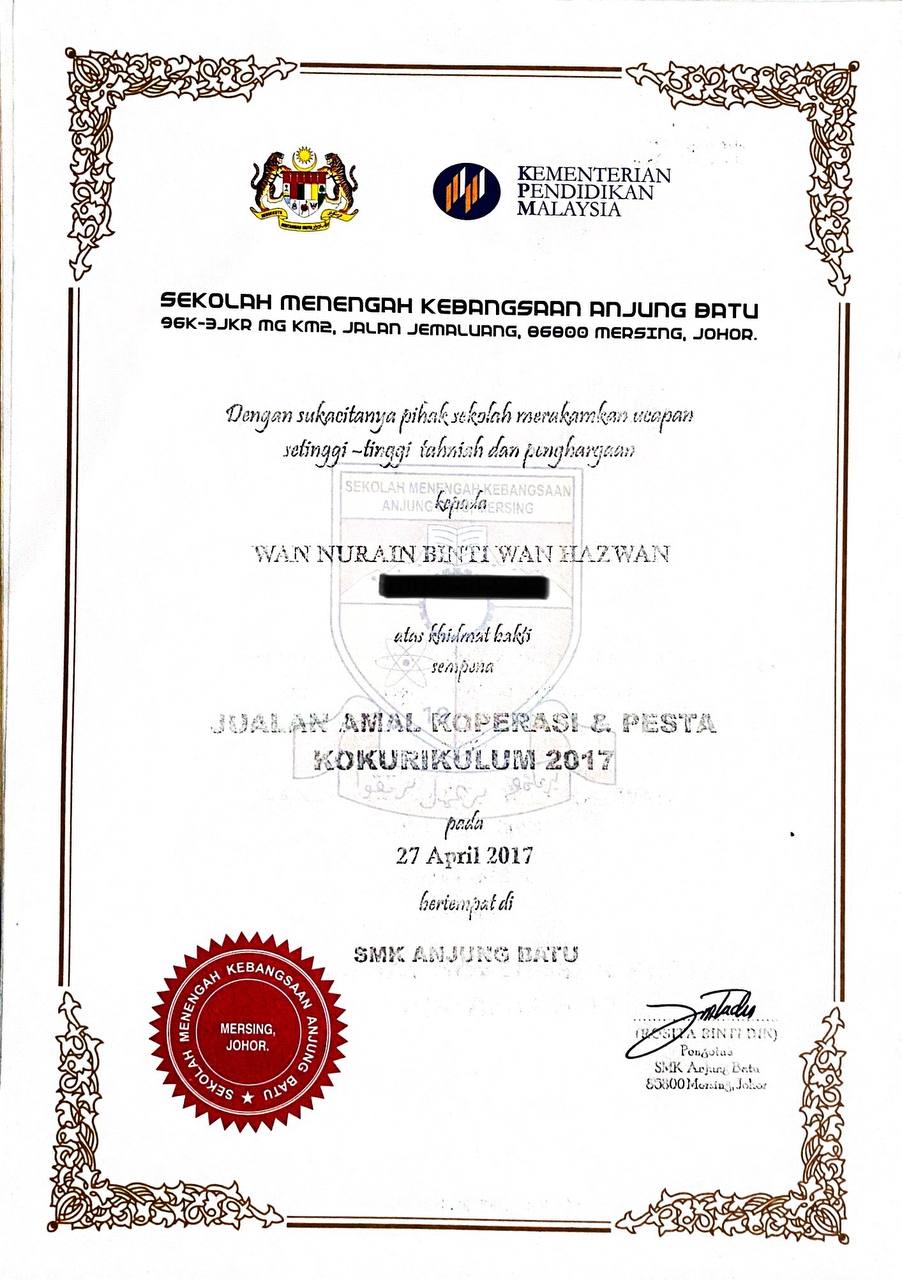 KEMENTERIAN
PENDIDIKAN
MALAYSIA
SEKOLAH MENENGAH KEBANGSAAN ANJUNG BATU
96K-3JKR MG KM2, JALAN JEMALUANG, 86800 MERSING, JOHOR.
Dengan sukacitanya pihak sekolah merakamkan ucapan
setinggi -tinggi tahniah dan penghargaan
SEKOLAH MENENGAH KEBANGSAAN
ANJUNG BATU, MERSING
kepada
WAN NURAIN BINTI WAN HAZWAN
atas khidmat bakti
sempena
JUALAN AMAL KOPERASI & PESTA
KOKURIKULUM 2017
pada
27 April 2017
bertempat di
SMK ANJUNG BATU
SEKOLAH MENENGAH KEBANGSAAN ANJUNG BATU
MERSING,
JOHOR.
(ROSITA BINTI DIN)
Pengetua
SMK Anjung Batu
86800 Mersing, Johor